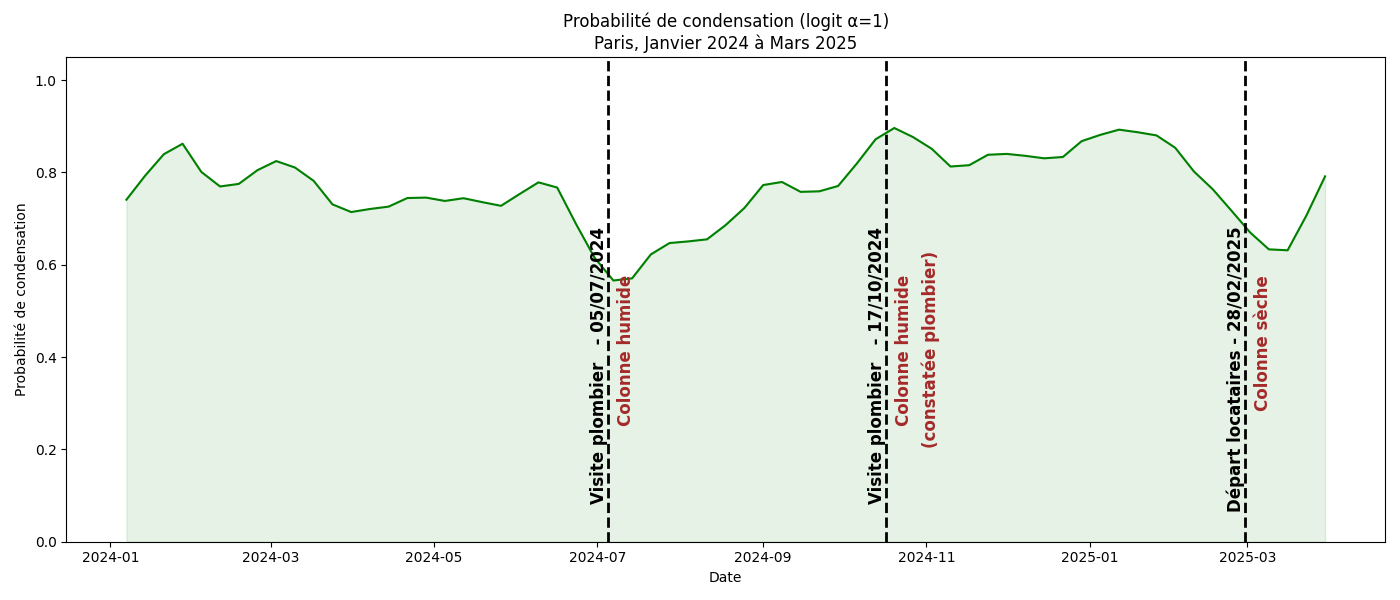 Probabilité de condensation (logit α=1)
Paris, Janvier 2024 à Mars 2025
Probabilité de condensation
1.0
0.8
0.6
0.4
0.2
0.0
Visite plombier - 05/07/2024
Colonne humide
Visite plombier - 17/10/2024
Colonne humide
(constatée plombier)
Départ locataires - 28/02/2025
Colonne sèche
2024-01
2024-03
2024-05
2024-07
2024-09
2024-11
2025-01
2025-03
Date